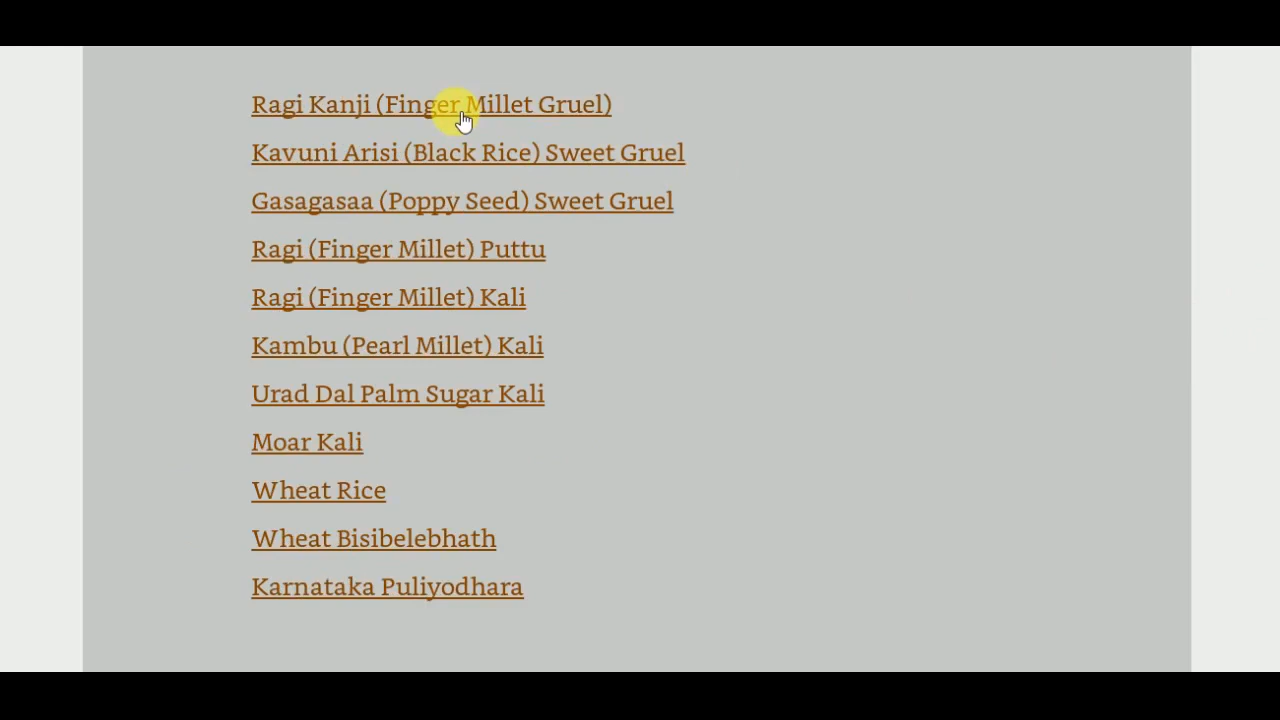 Ragi Kanji (Finger Millet Gruel)
Kavuni Arisi (Black Rice) Sweet Gruel
Gasagasaa (Poppy Seed) Sweet Gruel
Ragi (Finger Millet) Puttu
Ragi (Finger Millet) Kali
Kambu (Pearl Millet) Kali
Urad Dal Palm Sugar Kali
Moar Kali
Wheat Rice
Wheat Bisibelebhath
Karnataka Puliyodhara